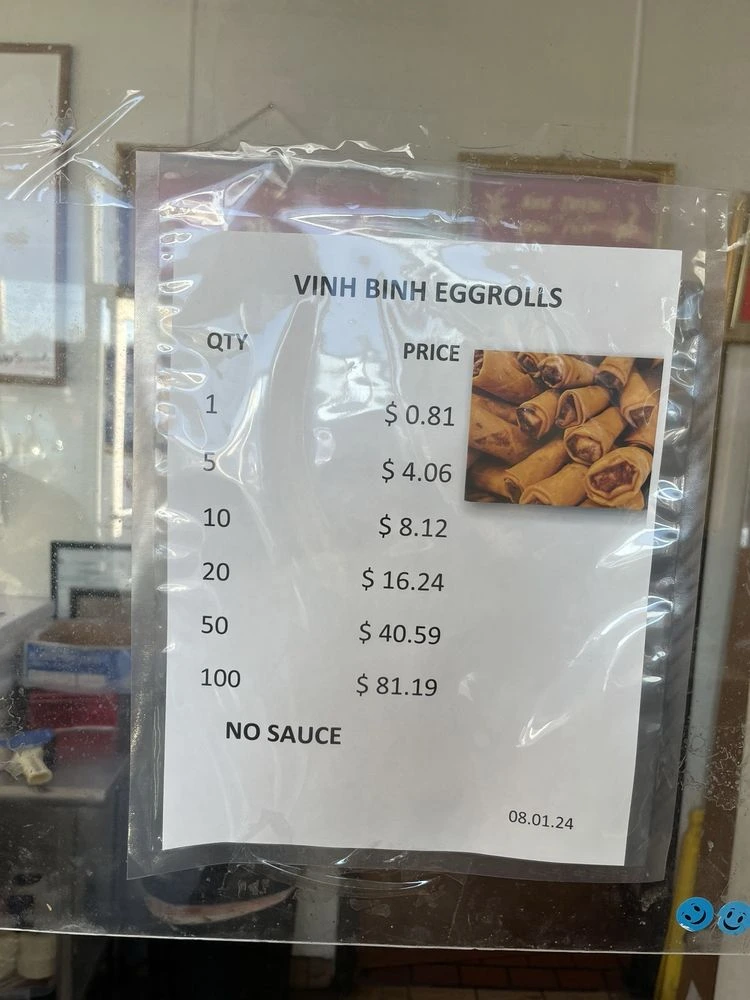 VINH BINH EGGROLLS
QTY PRICE
1 $ 0.81
5 $ 4.06
10 $ 8.12
20 $ 16.24
50 $ 40.59
100 $ 81.19
NO SAUCE
08.01.24